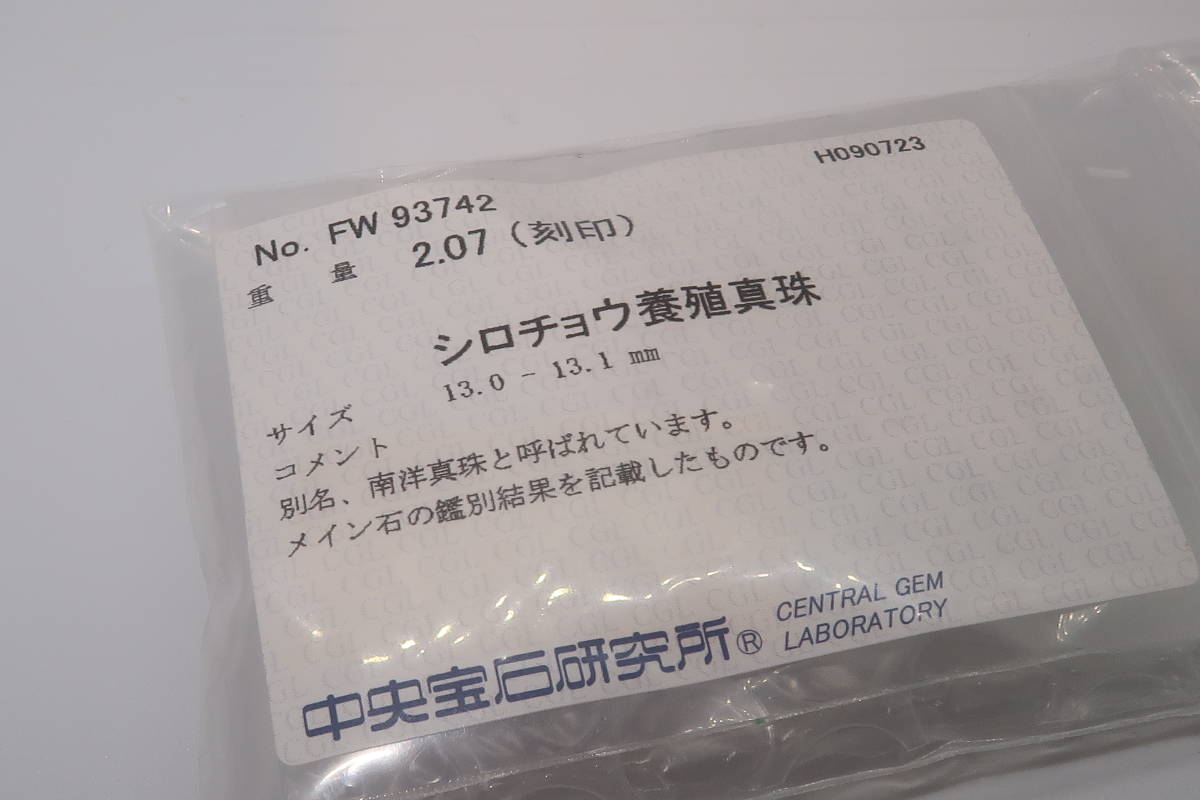 H090723
No. FW 93742
重量 2.07 (刻印)
シロチョウ養殖真珠
サイズ 13.0 - 13.1 mm
コメント
別名、南洋真珠と呼ばれています。
メイン石の鑑別結果を記載したものです。
中央宝石研究所® CENTRAL GEM
LABORATORY